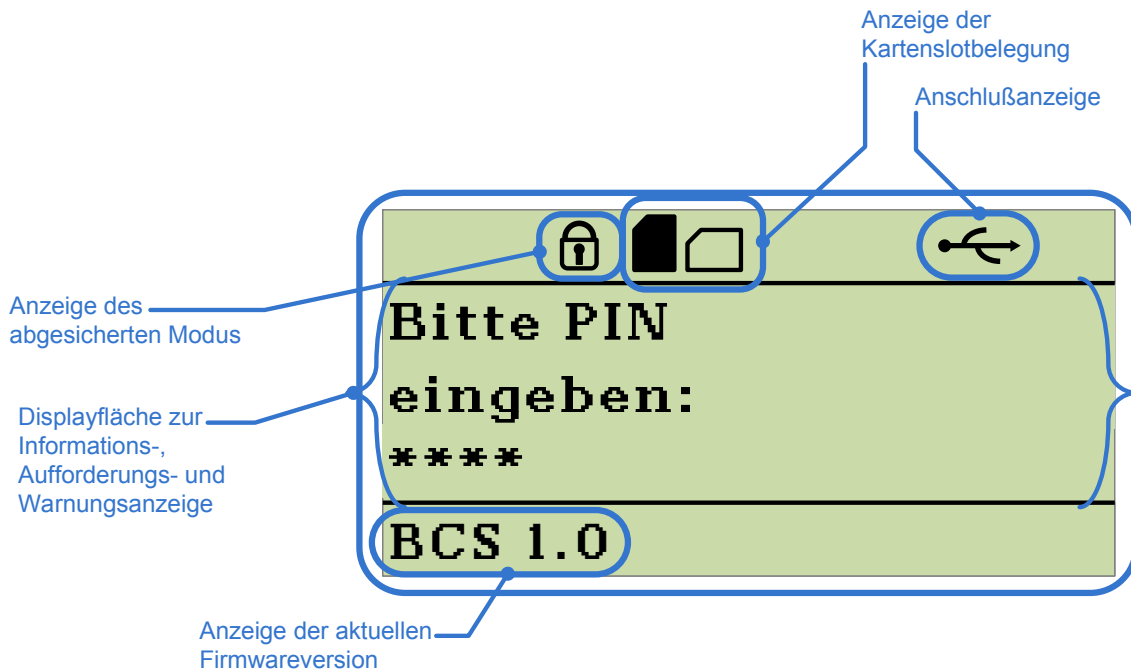 Anzeige der
Kartenslotbelegung
Anschlußanzeige
Anzeige des
abgesicherten Modus
Bitte PIN
eingeben:
****
Displayfläche zur
Informations-,
Aufforderungs- und
Warnungsanzeige
BCS 1.0
Anzeige der aktuellen
Firmwareversion